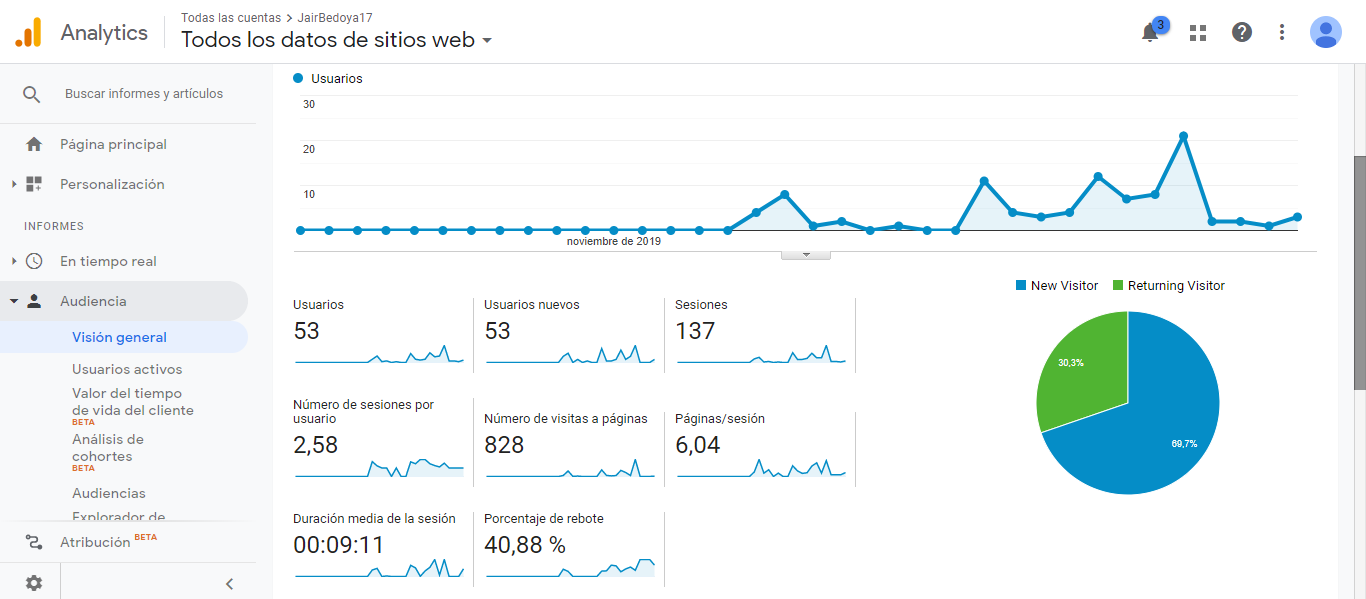 Analytics
Todas las cuentas > JairBedoya17
Todos los datos de sitios web
3
Buscar informes y artículos
Página principal
Personalización
INFORMES
En tiempo real
Audiencia
Visión general
Usuarios activos
Valor del tiempo
de vida del cliente
BETA
Análisis de
cohortes
BETA
Audiencias
Explorador de
Atribución BETA
Usuarios
30
20
10
noviembre de 2019
Usuarios
53
Usuarios nuevos
53
Sesiones
137
Número de sesiones por
usuario
2,58
Número de visitas a páginas
828
Páginas/sesión
6,04
Duración media de la sesión
00:09:11
Porcentaje de rebote
40,88 %
New Visitor
Returning Visitor
30,3%
69,7%